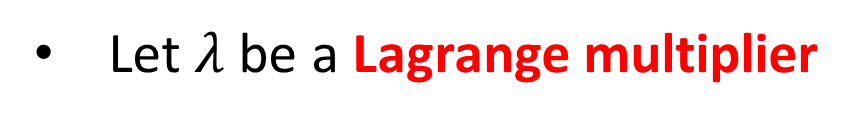 • Let 𝜆 be a Lagrange multiplier